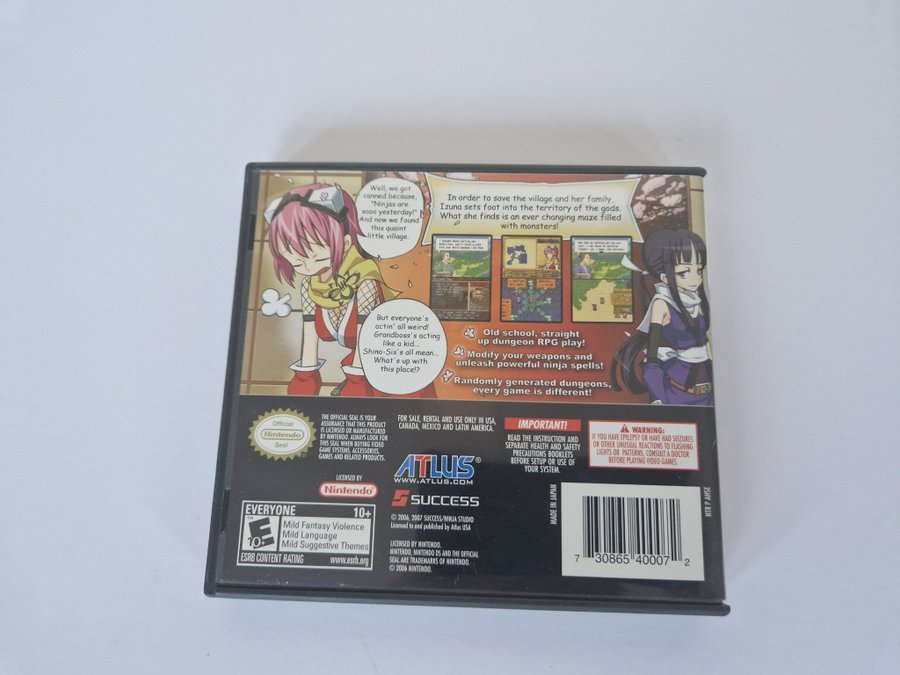 Well, we got
canned because,
"Ninjas are
sooo yesterday!"
And now we found
this quaint
little village.
In order to save the village and her family,
Izuna sets foot into the territory of the gods.
What she finds is an ever changing maze filled
with monsters!
But everyone's
actin' all weird!
Grandboss's acting
like a kid...
Shino-Sis's all mean...
What's up with
this place!?
Old school, straight
up dungeon RPG play!
Modify your weapons and
unleash powerful ninja spells!
Randomly generated dungeons,
every game is different!
Official
Nintendo
Seal
THE OFFICIAL SEAL IS YOUR
ASSURANCE THAT THIS PRODUCT
IS LICENSED OR MANUFACTURED
BY NINTENDO. ALWAYS LOOK FOR
THIS SEAL WHEN BUYING VIDEO
GAME SYSTEMS, ACCESSORIES,
GAMES AND RELATED PRODUCTS.
FOR SALE, RENTAL AND USE ONLY IN USA,
CANADA, MEXICO AND LATIN AMERICA.
IMPORTANT!
READ THE INSTRUCTION AND
SEPARATE HEALTH AND SAFETY
PRECAUTIONS BOOKLETS
BEFORE SETUP OR USE OF
YOUR SYSTEM.
WARNING:
IF YOU HAVE EPILEPSY OR HAVE HAD SEIZURES
OR OTHER UNUSUAL REACTIONS TO FLASHING
LIGHTS OR PATTERNS, CONSULT A DOCTOR
BEFORE PLAYING VIDEO GAMES.
LICENSED BY
Nintendo
ATLUS®
WWW.ATLUS.COM
SUCCESS
© 2006, 2007 SUCCESS/NINJA STUDIO
Licensed to and published by Atlus USA
LICENSED BY NINTENDO.
NINTENDO, NINTENDO DS AND THE OFFICIAL
SEAL ARE TRADEMARKS OF NINTENDO.
© 2006 NINTENDO.
EVERYONE 10+
E
10+
Mild Fantasy Violence
Mild Language
Mild Suggestive Themes
ESRB CONTENT RATING www.esrb.org
MADE IN JAPAN
7 30865 40007 2
NTR P AHSE